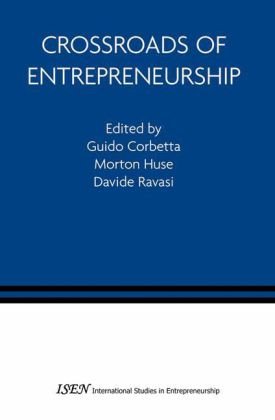 CROSSROADS OF
ENTREPRENEURSHIP
Edited by
Guido Corbetta
Morton Huse
Davide Ravasi
ISEN International Studies in Entrepreneurship